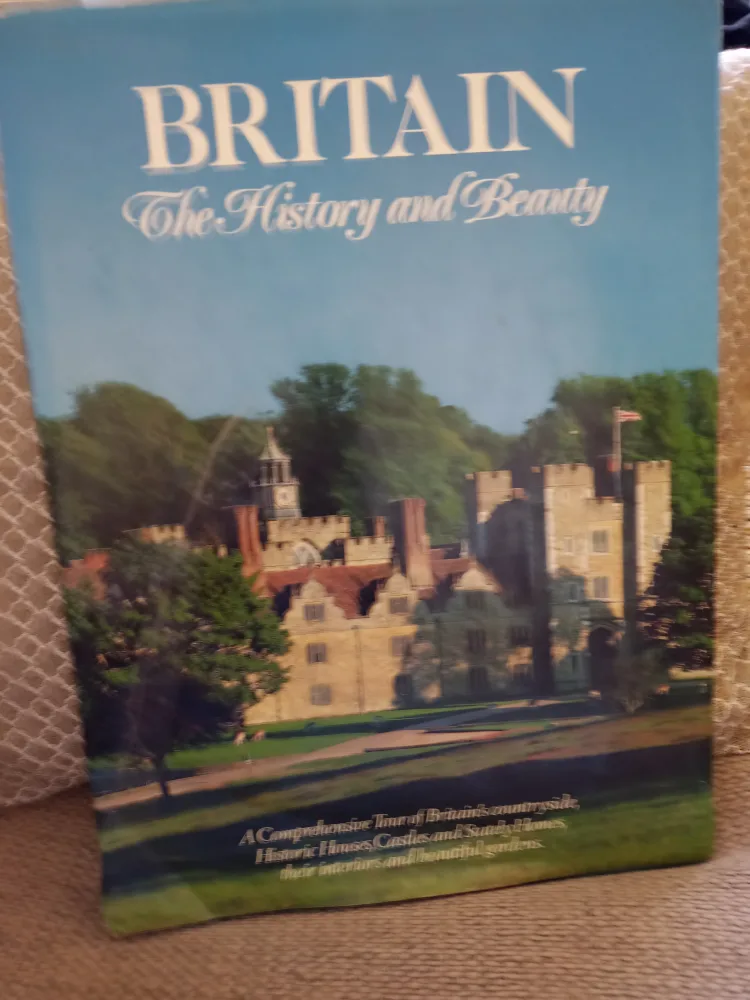 BRITAIN
The History and Beauty
A Comprehensive Tour of Britain's countryside,
Historic Houses, Castles and Stately Homes,
their interiors and beautiful gardens.